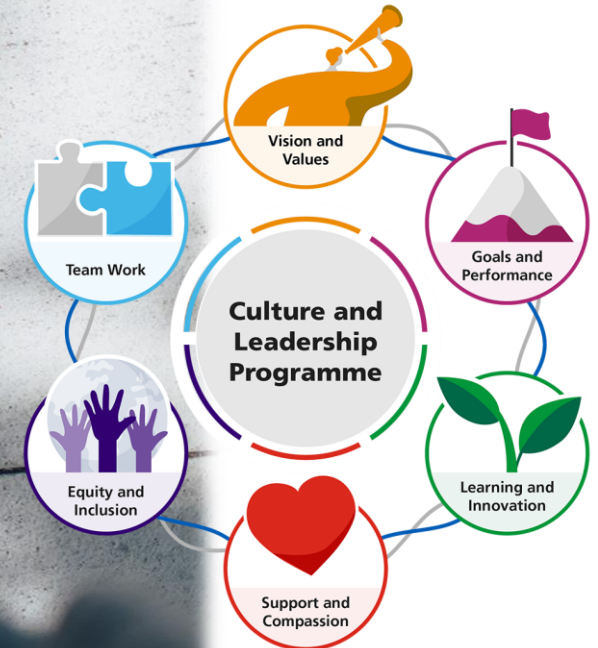 Vision and
Values
Goals and
Performance
Learning and
Innovation
Support and
Compassion
Equity and
Inclusion
Team Work
Culture and
Leadership
Programme